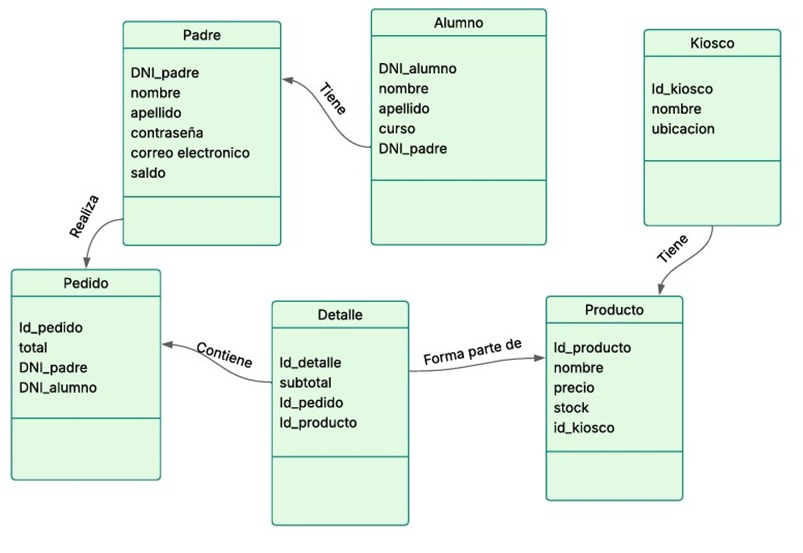 Padre
DNI_padre
nombre
apellido
contraseña
correo electronico
saldo
Tiene
Alumno
DNI_alumno
nombre
apellido
curso
DNI_padre
Kiosco
Id_kiosco
nombre
ubicacion
Realiza
Tiene
Pedido
Id_pedido
total
DNI_padre
DNI_alumno
Contiene
Detalle
Id_detalle
subtotal
Id_pedido
Id_producto
Forma parte de
Producto
Id_producto
nombre
precio
stock
id_kiosco